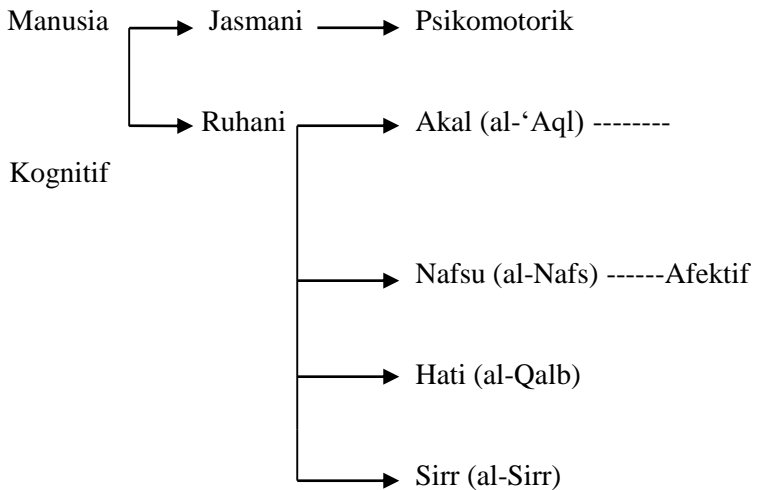 Manusia Jasmani Psikomotorik
Ruhani Akal (al-‘Aql) --------
Kognitif
Nafsu (al-Nafs) ------Afektif
Hati (al-Qalb)
Sirr (al-Sirr)